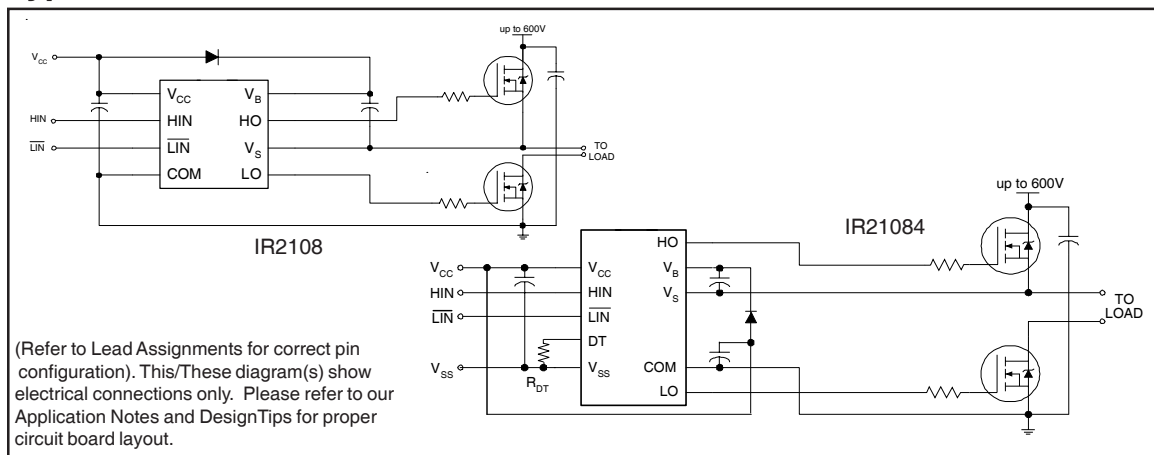 up to 600V
VCC
VCC
VB
HIN
HIN
HO
LIN
LIN
VS
TO
LOAD
COM
LO
IR2108
up to 600V
IR21084
HO
VCC
VCC
VB
HIN
HIN
VS
TO
LOAD
LIN
LIN
DT
VSS
VSS
COM
RDT
LO
(Refer to Lead Assignments for correct pin
configuration). This/These diagram(s) show
electrical connections only. Please refer to our
Application Notes and DesignTips for proper
circuit board layout.